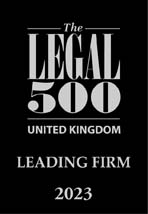 The
LEGAL
500
UNITED KINGDOM
LEADING FIRM
2023